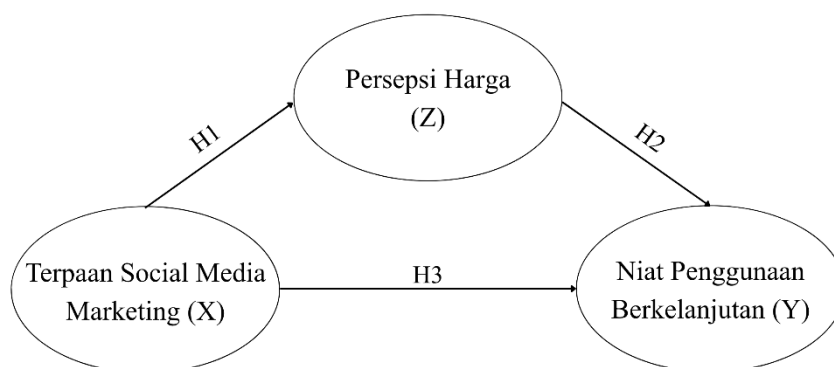 Persepsi Harga
(Z)
H1
H2
Terpaan Social Media
Marketing (X)
H3
Niat Penggunaan
Berkelanjutan (Y)